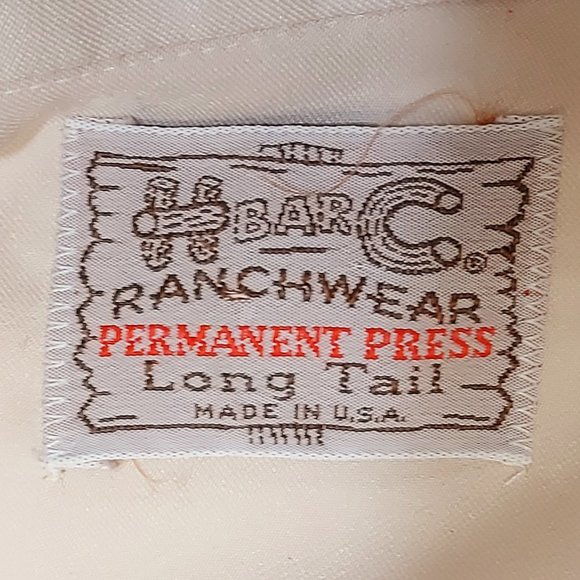 H BAR C ®
RANCHWEAR
PERMANENT PRESS
Long Tail
MADE IN U.S.A.